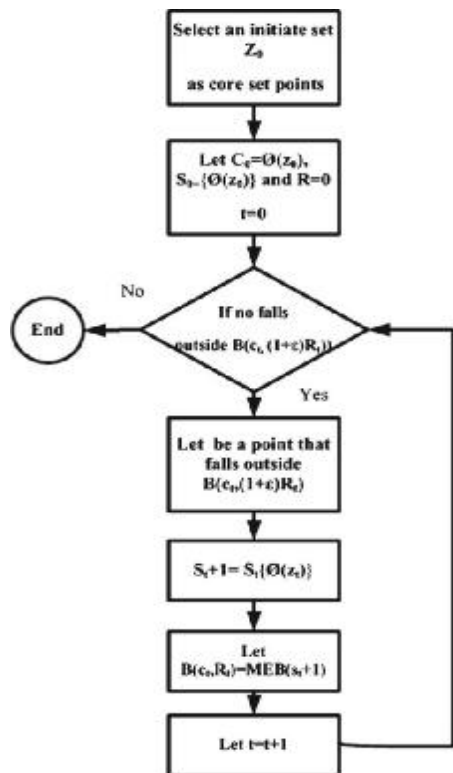 Select an initiate set
Z₀
as core set points
Let C₀=Ø(z₀),
S₀={Ø(z₀)} and R=0
t=0
No
If no falls
outside B(cₜ, (1+ε)Rₜ))
End
Yes
Let be a point that
falls outside
B(cₜ,(1+ε)Rₜ)
Sₜ+1= Sₜ{Ø(zₜ)}
Let
B(cₜ,Rₜ)=MEB(sₜ+1)
Let t=t+1